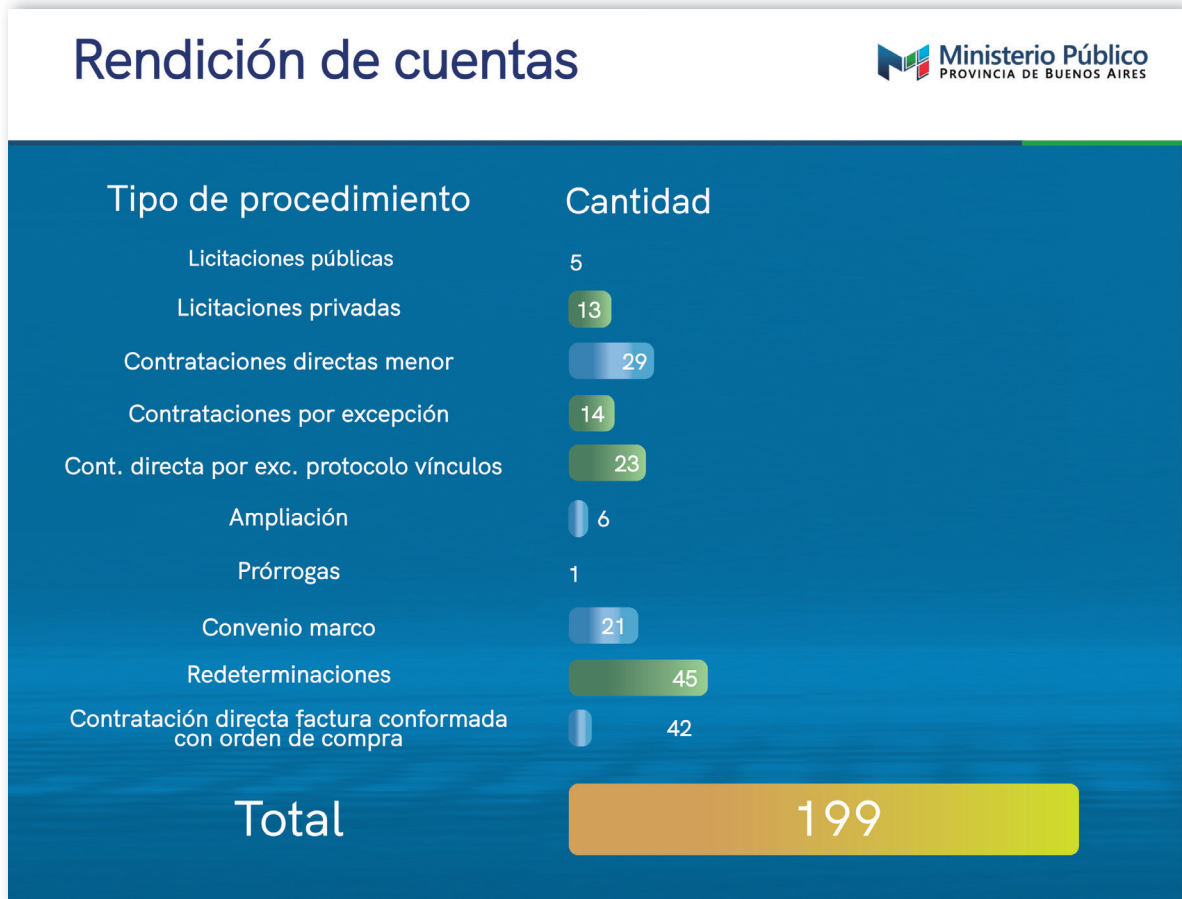 Rendición de cuentas
Ministerio Público
PROVINCIA DE BUENOS AIRES
Tipo de procedimiento
Cantidad
Licitaciones públicas
5
Licitaciones privadas
13
Contrataciones directas menor
29
Contrataciones por excepción
14
Cont. directa por exc. protocolo vínculos
23
Ampliación
6
Prórrogas
1
Convenio marco
21
Redeterminaciones
45
Contratación directa factura conformada
con orden de compra
42
Total
199